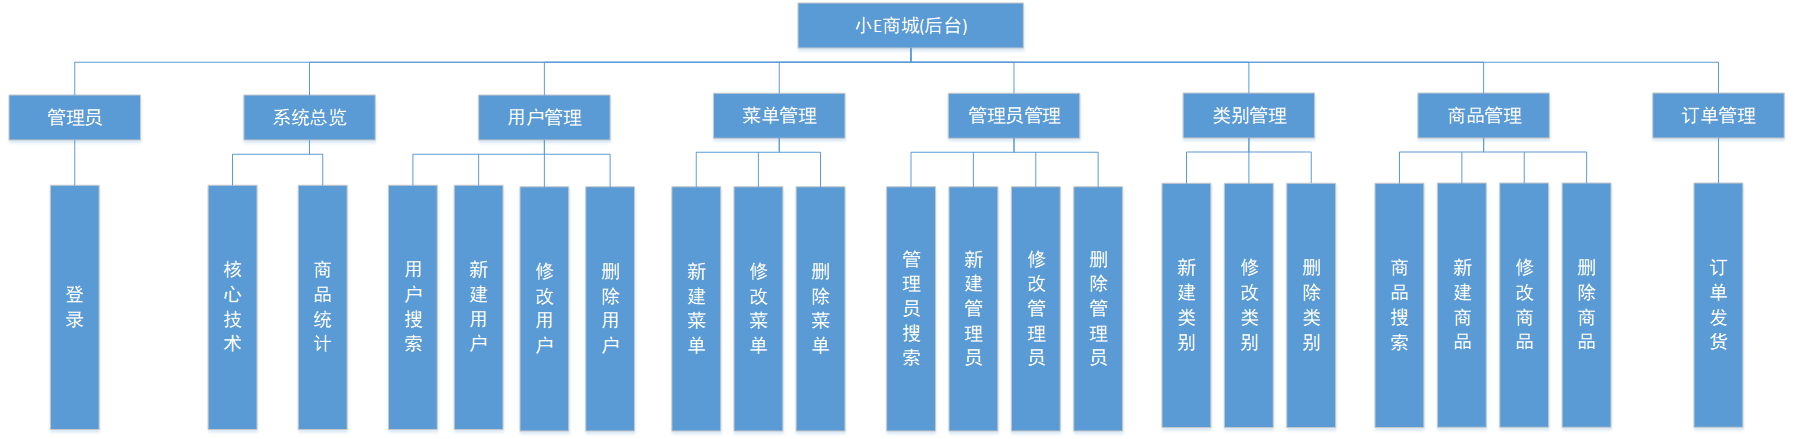 小E商城(后台)
管理员
系统总览
用户管理
菜单管理
管理员管理
类别管理
商品管理
订单管理
登录
核心技术
商品统计
用户搜索
新建用户
修改用户
删除用户
新建菜单
修改菜单
删除菜单
管理员搜索
新建管理员
修改管理员
删除管理员
新建类别
修改类别
删除类别
商品搜索
新建商品
修改商品
删除商品
订单发货